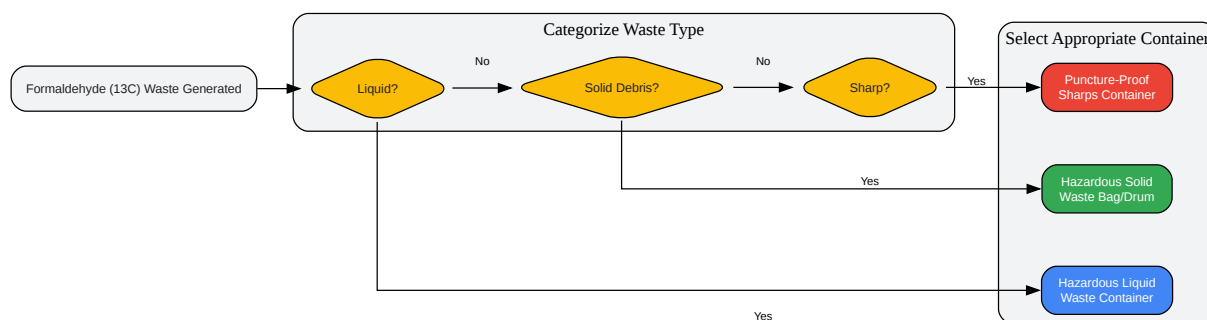 Categorize Waste Type
Select Appropriate Container
Formaldehyde (13C) Waste Generated
Liquid?
No
Solid Debris?
No
Sharp?
Yes
Puncture-Proof
Sharps Container
Yes
Hazardous Solid
Waste Bag/Drum
Yes
Hazardous Liquid
Waste Container